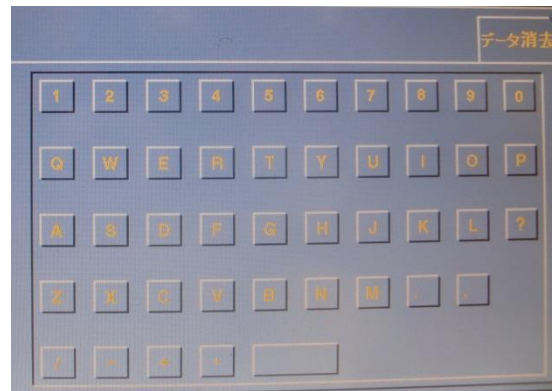 データ消去
1 2 3 4 5 6 7 8 9 0
Q W E R T Y U I O P
A S D F G H J K L ?
Z X C V B N M
/